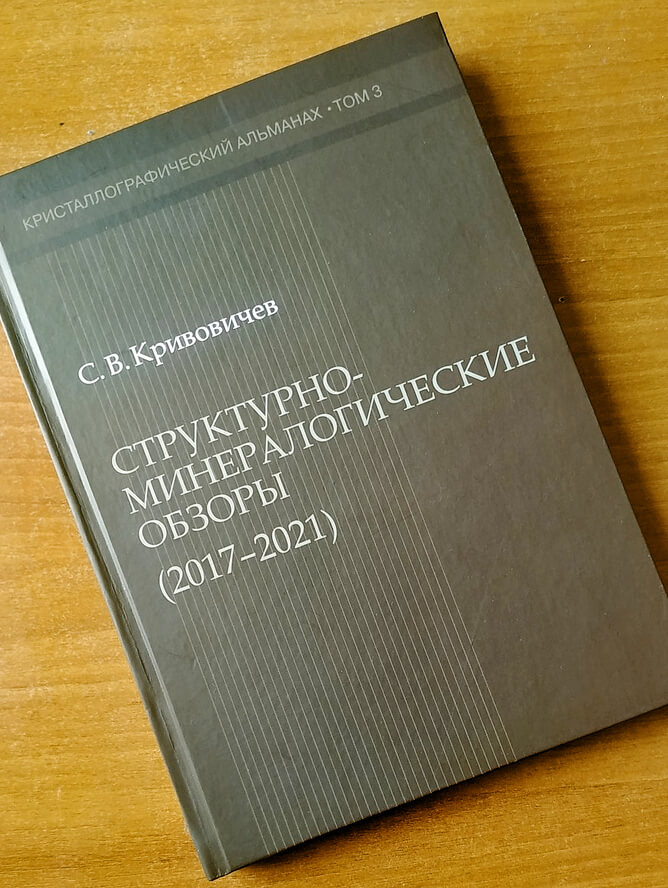 КРИСТАЛЛОГРАФИЧЕСКИЙ АЛЬМАНАХ • ТОМ 3
С. В. Кривовичев
СТРУКТУРНО-
МИНЕРАЛОГИЧЕСКИЕ
ОБЗОРЫ
(2017–2021)